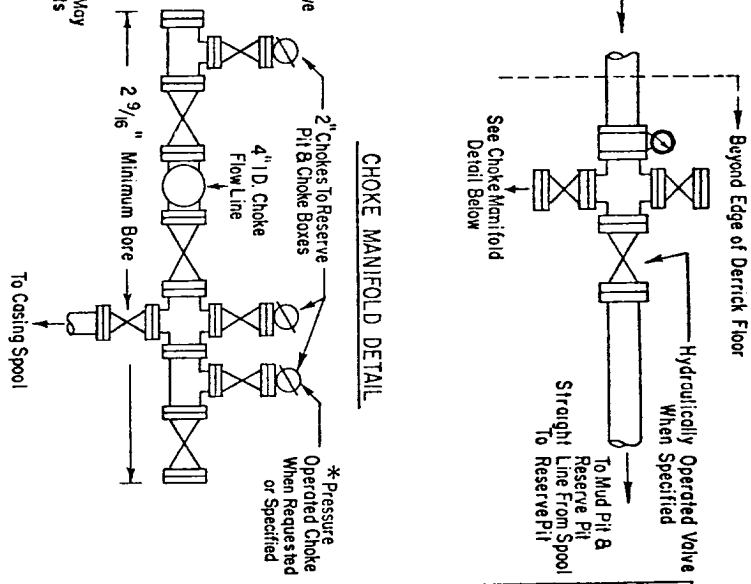 Beyond Edge of Derrick Floor
Hydraulically Operated Valve
When Specified
To Mud Pit &
Reserve Pit
Straight Line From Spool
To Reserve Pit
See Choke Manifold
Detail Below
CHOKE MANIFOLD DETAIL
2" Chokes To Reserve
Pit & Choke Boxes
4" I.D. Choke
Flow Line
*Pressure
Operated Choke
When Requested
or Specified
2 9/16" Minimum Bore
To Casing Spool
May